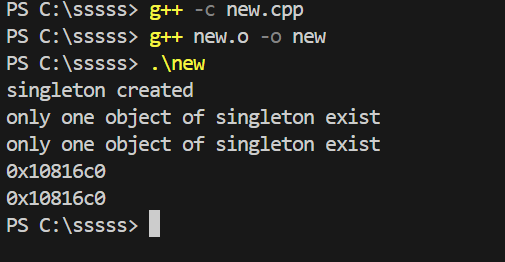 PS C:\sssss> g++ -c new.cpp
PS C:\sssss> g++ new.o -o new
PS C:\sssss> .\new
singleton created
only one object of singleton exist
only one object of singleton exist
0x10816c0
0x10816c0
PS C:\sssss>